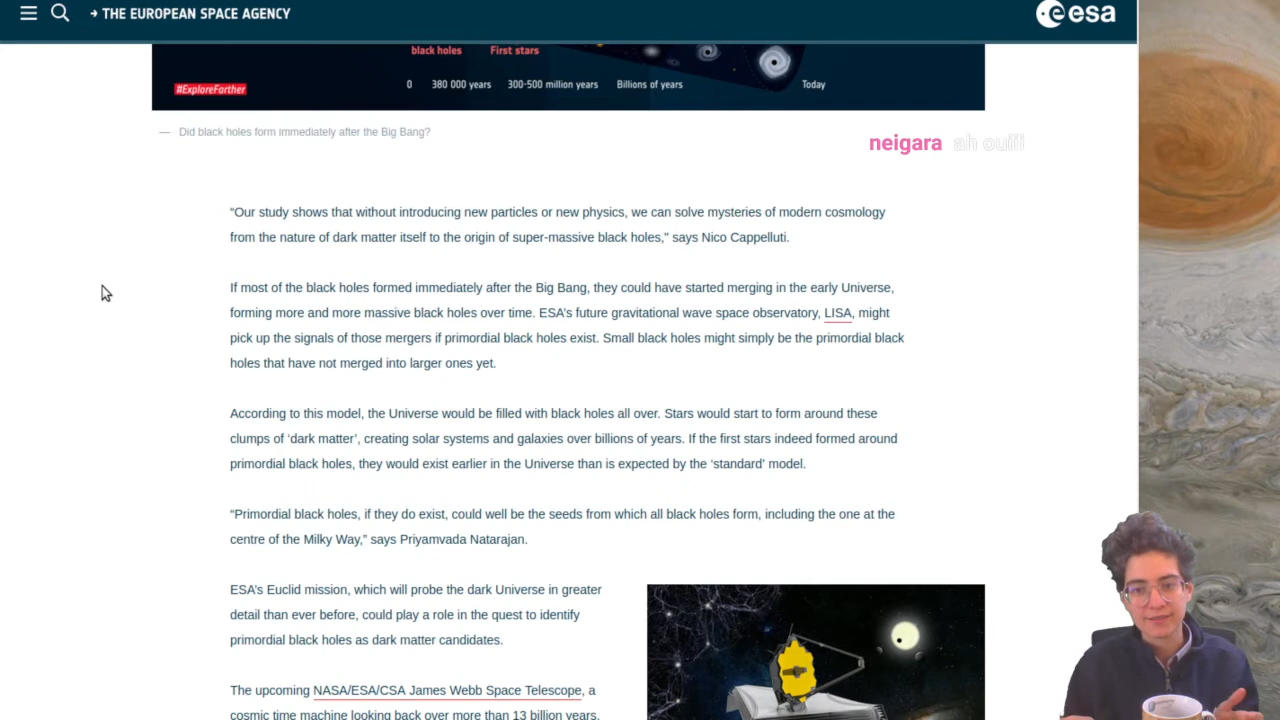 → THE EUROPEAN SPACE AGENCY
esa
black holes First stars
0 380 000 years 300-500 million years Billions of years Today
#ExploreFarther
— Did black holes form immediately after the Big Bang?
neigara ah ouiiii
“Our study shows that without introducing new particles or new physics, we can solve mysteries of modern cosmology
from the nature of dark matter itself to the origin of super-massive black holes," says Nico Cappelluti.
If most of the black holes formed immediately after the Big Bang, they could have started merging in the early Universe,
forming more and more massive black holes over time. ESA’s future gravitational wave space observatory, LISA, might
pick up the signals of those mergers if primordial black holes exist. Small black holes might simply be the primordial black
holes that have not merged into larger ones yet.
According to this model, the Universe would be filled with black holes all over. Stars would start to form around these
clumps of ‘dark matter’, creating solar systems and galaxies over billions of years. If the first stars indeed formed around
primordial black holes, they would exist earlier in the Universe than is expected by the ‘standard’ model.
“Primordial black holes, if they do exist, could well be the seeds from which all black holes form, including the one at the
centre of the Milky Way,” says Priyamvada Natarajan.
ESA’s Euclid mission, which will probe the dark Universe in greater
detail than ever before, could play a role in the quest to identify
primordial black holes as dark matter candidates.
The upcoming NASA/ESA/CSA James Webb Space Telescope, a
cosmic time machine looking back over more than 13 billion years,